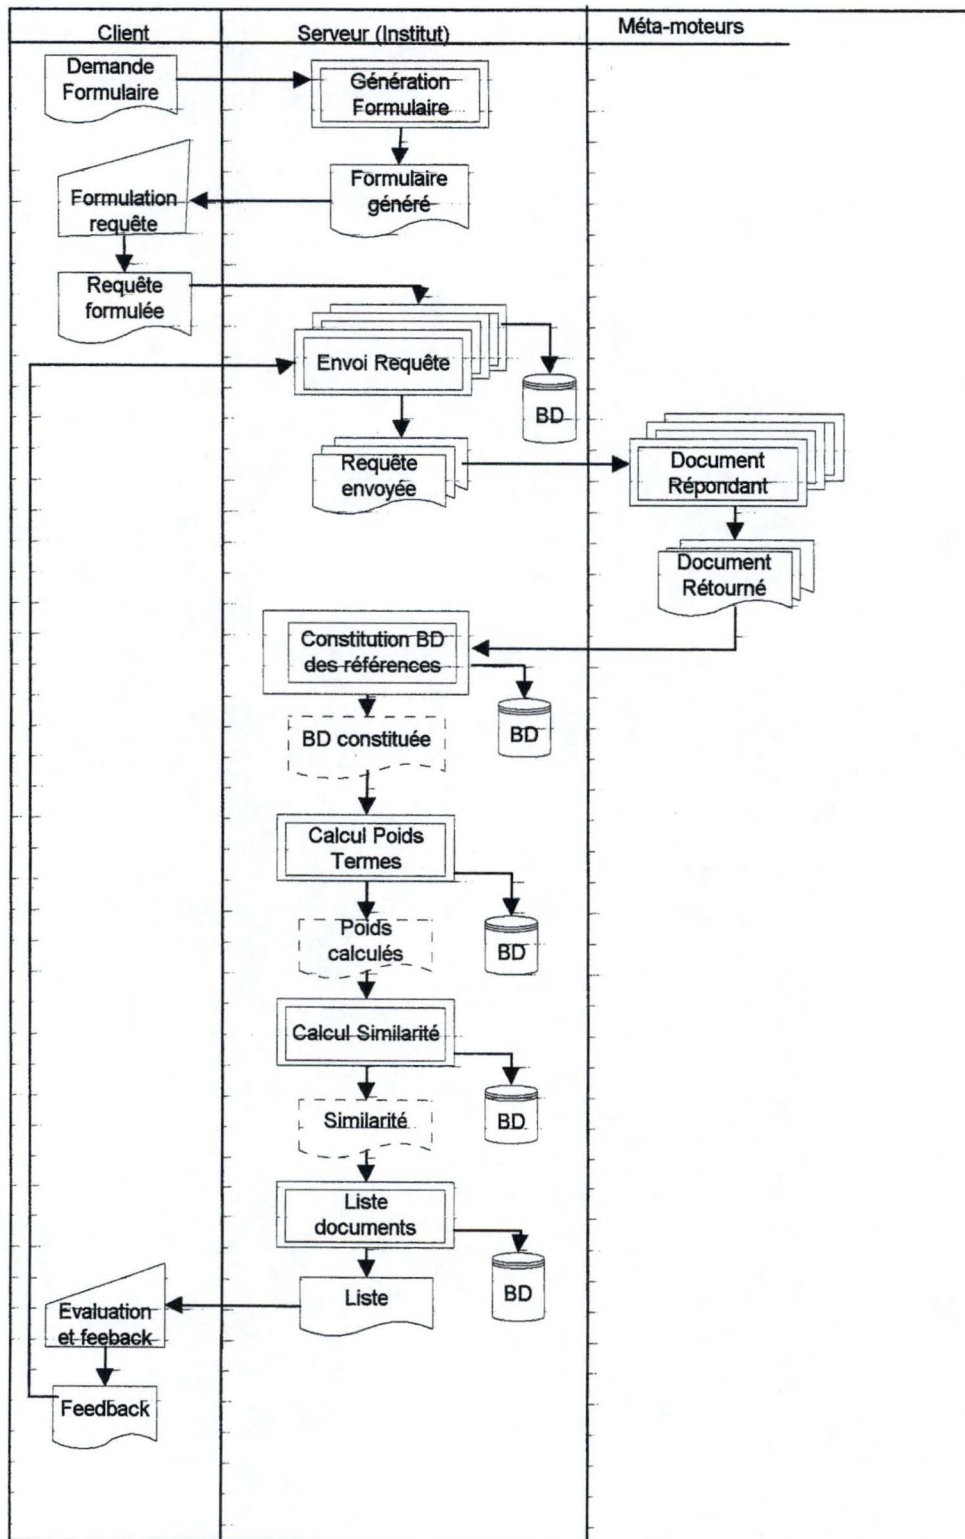 Client
Serveur (Institut)
Méta-moteurs
Demande
Formulaire
Génération
Formulaire
Formulaire
généré
Formulation
requête
Requête
formulée
Envoi Requête
BD
Requête
envoyée
Document
Répondant
Document
Rétourné
Constitution BD
des références
BD
BD constituée
Calcul Poids
Termes
BD
Poids
calculés
Calcul Similarité
BD
Similarité
Liste
documents
BD
Liste
Evaluation
et feeback
Feedback